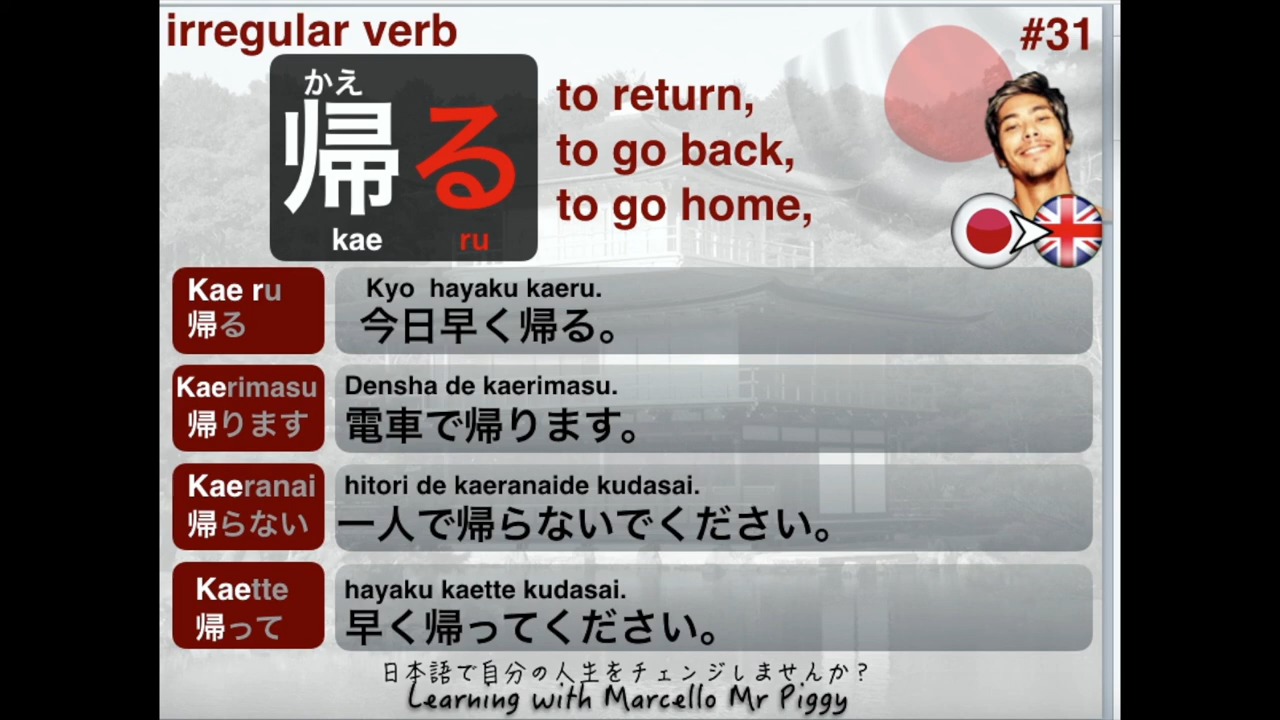 irregular verb
#31
かえ
帰る
kae ru
to return,
to go back,
to go home,
Kae ru
帰る
Kyo hayaku kaeru.
今日早く帰る。
Kaerimasu
帰ります
Densha de kaerimasu.
電車で帰ります。
Kaeranai
帰らない
hitori de kaeranaide kudasai.
一人で帰らないでください。
Kaette
帰って
hayaku kaette kudasai.
早く帰ってください。
日本語で自分の人生をチェンジしませんか?
Learning with Marcello Mr Piggy